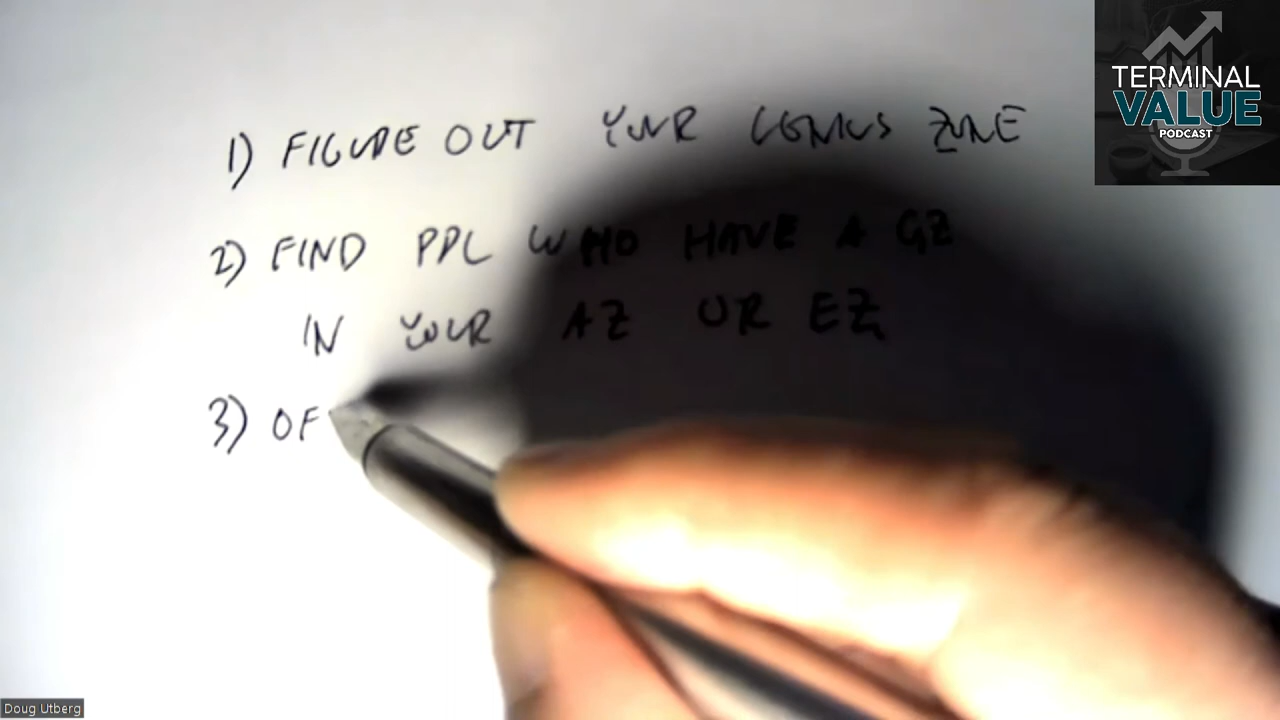 TERMINAL
VALUE
PODCAST
1) FIGURE OUT YOUR GENIUS ZONE
2) FIND PPL WHO HAVE A GZ
IN YOUR AZ OR EZ
3) OF
Doug Utberg